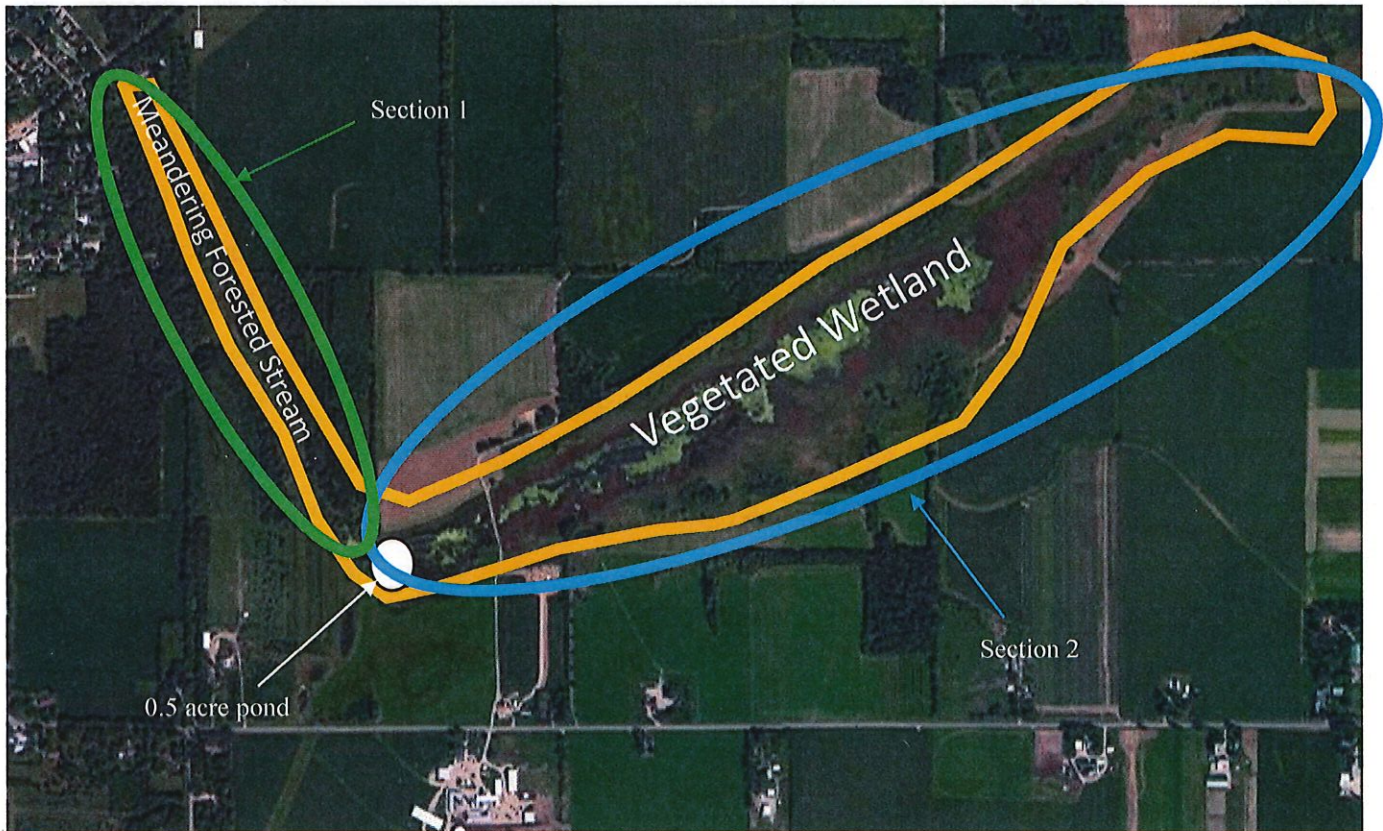 Section 1
Meandering Forested Stream
Vegetated Wetland
Section 2
0.5 acre pond